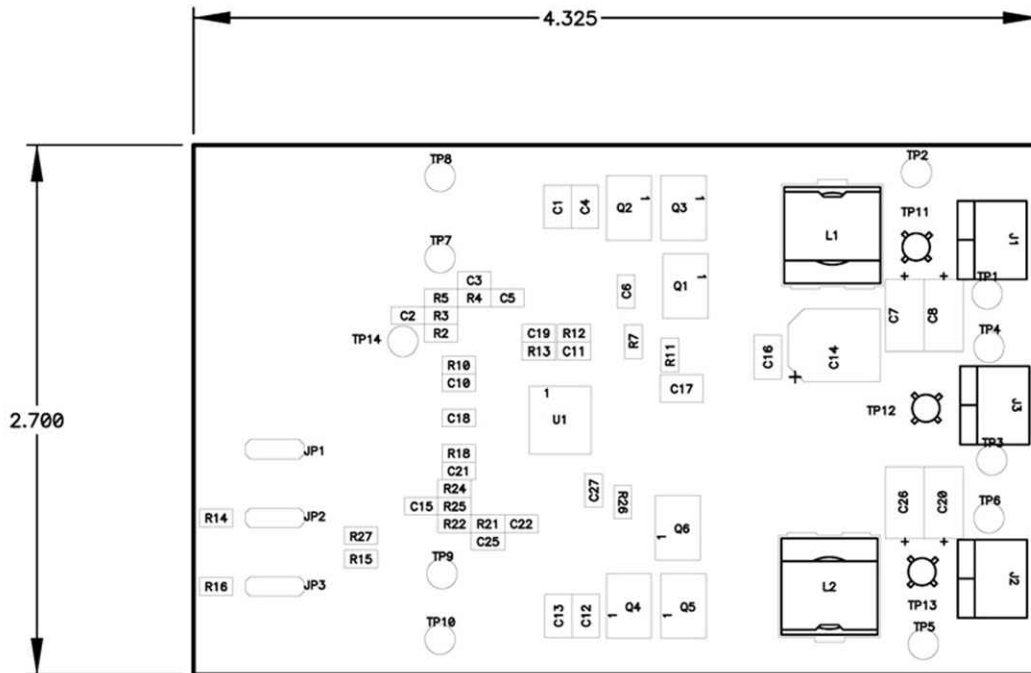 4.325
TP8
TP2
C1
C4
Q2
1
Q3
1
L1
TP11
J1
TP7
C3
R5
R4
C5
C6
Q1
1
+
+
TP1
C2
R3
R2
TP14
C19
R12
R13
C11
R7
R11
C16
C14
+
C7
C8
TP4
R10
C10
C17
2.700
C18
1
U1
TP12
J3
JP1
R18
C21
TP3
R24
C15
R25
R22
R21
C22
C25
C27
R26
Q6
1
C26
C20
TP6
R14
JP2
R27
R15
+
+
R16
JP3
TP9
L2
J2
TP13
C13
C12
Q4
1
Q5
1
TP10
TP5